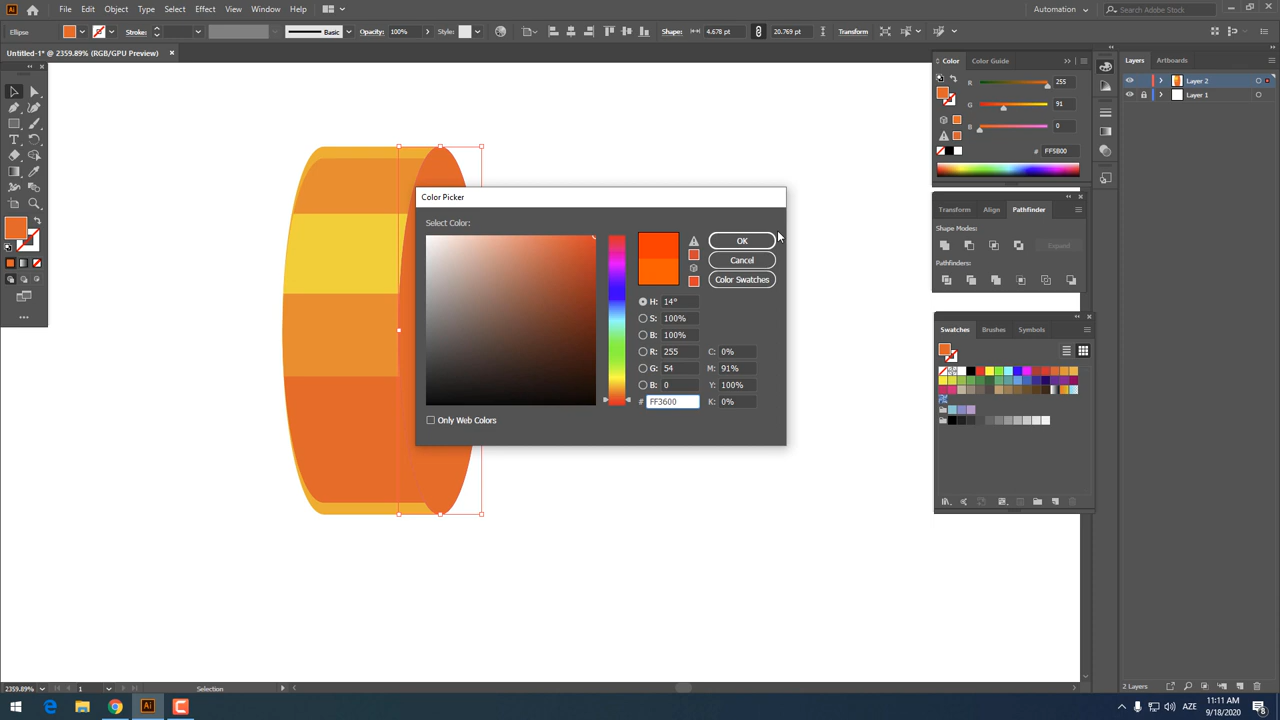 Ai File Edit Object Type Select Effect View Window Help Automation Search Adobe Stock
Ellipse Stroke: Basic Opacity: 100% Style: Shape: 4.678 pt 20.769 pt Transform
Untitled-1* @ 2359.89% (RGB/GPU Preview)
Color Color Guide
R 255
G 91
B 0
# FF5B00
Layers Artboards
Layer 2
Layer 1
Transform Align Pathfinder
Shape Modes:
Expand
Pathfinders:
Swatches Brushes Symbols
Color Picker
Select Color:
OK
Cancel
Color Swatches
H: 14°
S: 100%
B: 100%
R: 255 C: 0%
G: 54 M: 91%
B: 0 Y: 100%
# FF3600 K: 0%
Only Web Colors
2359.89% 1 Selection
2 Layers
Ai AZE 11:11 AM
9/18/2020